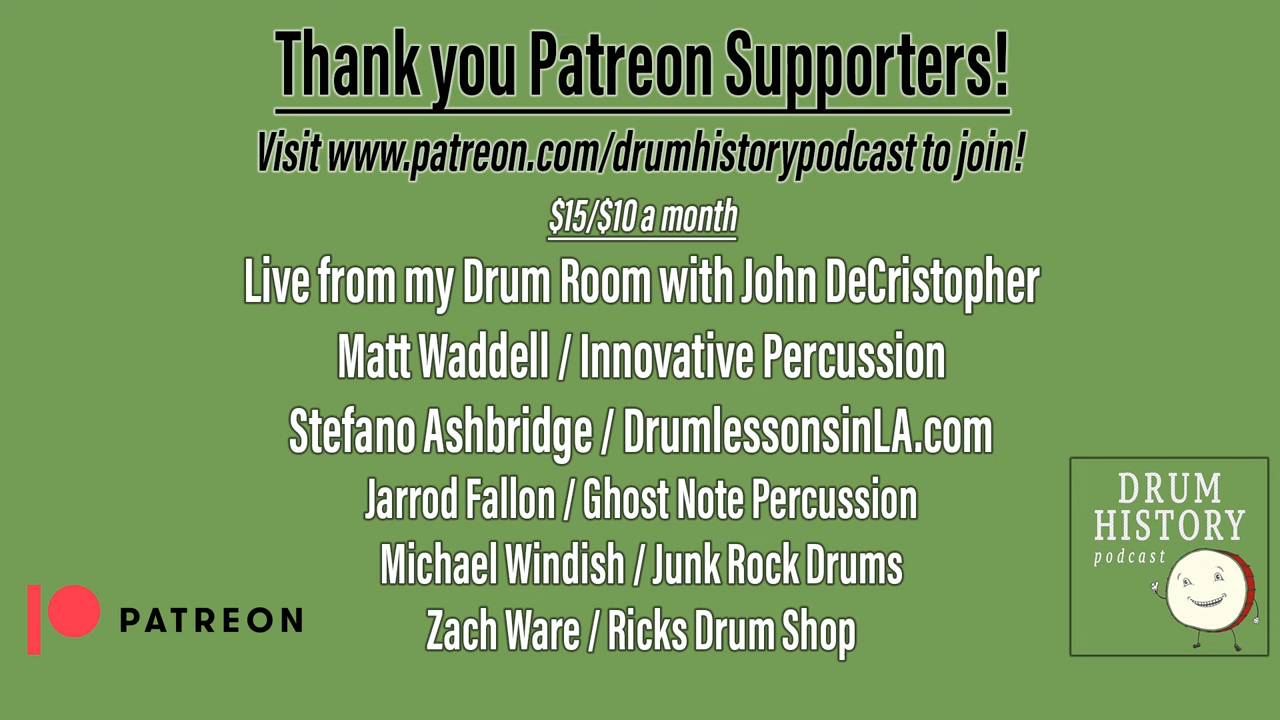 Thank you Patreon Supporters!
Visit www.patreon.com/drumhistorypodcast to join!
$15/$10 a month
Live from my Drum Room with John DeCristopher
Matt Waddell / Innovative Percussion
Stefano Ashbridge / DrumlessonsinLA.com
Jarrod Fallon / Ghost Note Percussion
Michael Windish / Junk Rock Drums
Zach Ware / Ricks Drum Shop
PATREON
DRUM
HISTORY
podcast